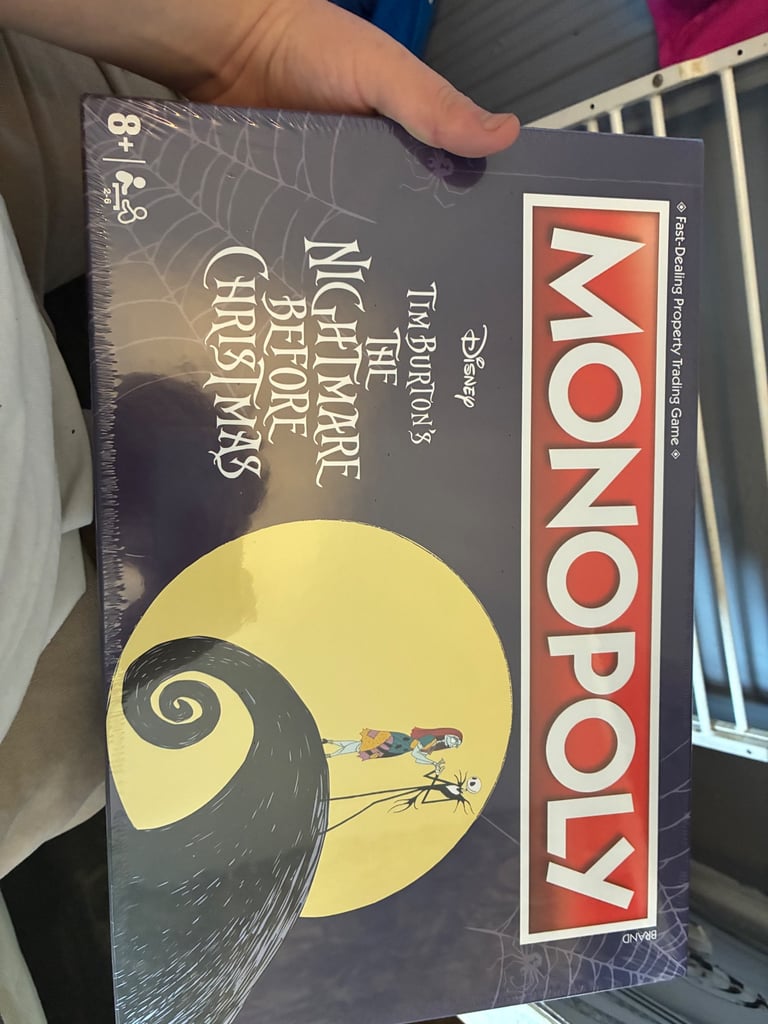 ◈ Fast-Dealing Property Trading Game ◈
MONOPOLY
BRAND
Disney
TIM BURTON'S
THE
NIGHTMARE
BEFORE
CHRISTMAS
8+
2-6